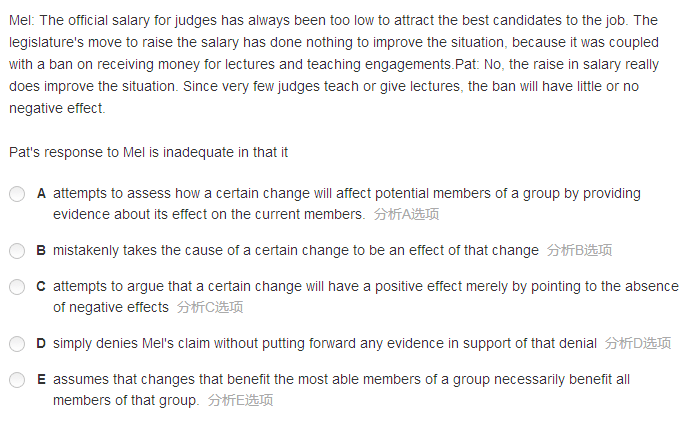 Mel: The official salary for judges has always been too low to attract the best candidates to the job. The
legislature's move to raise the salary has done nothing to improve the situation, because it was coupled
with a ban on receiving money for lectures and teaching engagements.Pat: No, the raise in salary really
does improve the situation. Since very few judges teach or give lectures, the ban will have little or no
negative effect.
Pat's response to Mel is inadequate in that it
A attempts to assess how a certain change will affect potential members of a group by providing
evidence about its effect on the current members. 分析A选项
B mistakenly takes the cause of a certain change to be an effect of that change 分析B选项
C attempts to argue that a certain change will have a positive effect merely by pointing to the absence
of negative effects 分析C选项
D simply denies Mel's claim without putting forward any evidence in support of that denial 分析D选项
E assumes that changes that benefit the most able members of a group necessarily benefit all
members of that group. 分析E选项